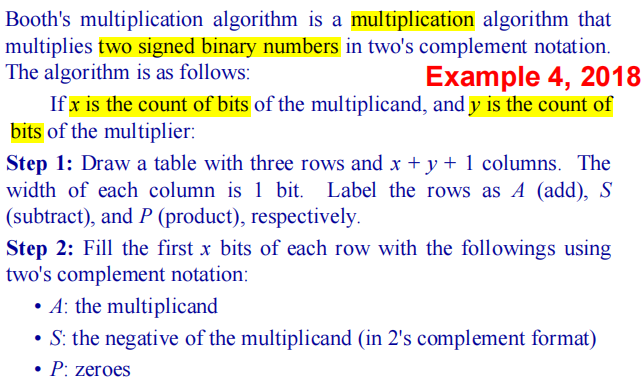 Booth's multiplication algorithm is a multiplication algorithm that
multiplies two signed binary numbers in two's complement notation.
The algorithm is as follows:
Example 4, 2018
If x is the count of bits of the multiplicand, and y is the count of
bits of the multiplier:
Step 1: Draw a table with three rows and x + y + 1 columns. The
width of each column is 1 bit. Label the rows as A (add), S
(subtract), and P (product), respectively.
Step 2: Fill the first x bits of each row with the followings using
two's complement notation:
• A: the multiplicand
• S: the negative of the multiplicand (in 2's complement format)
• P: zeroes